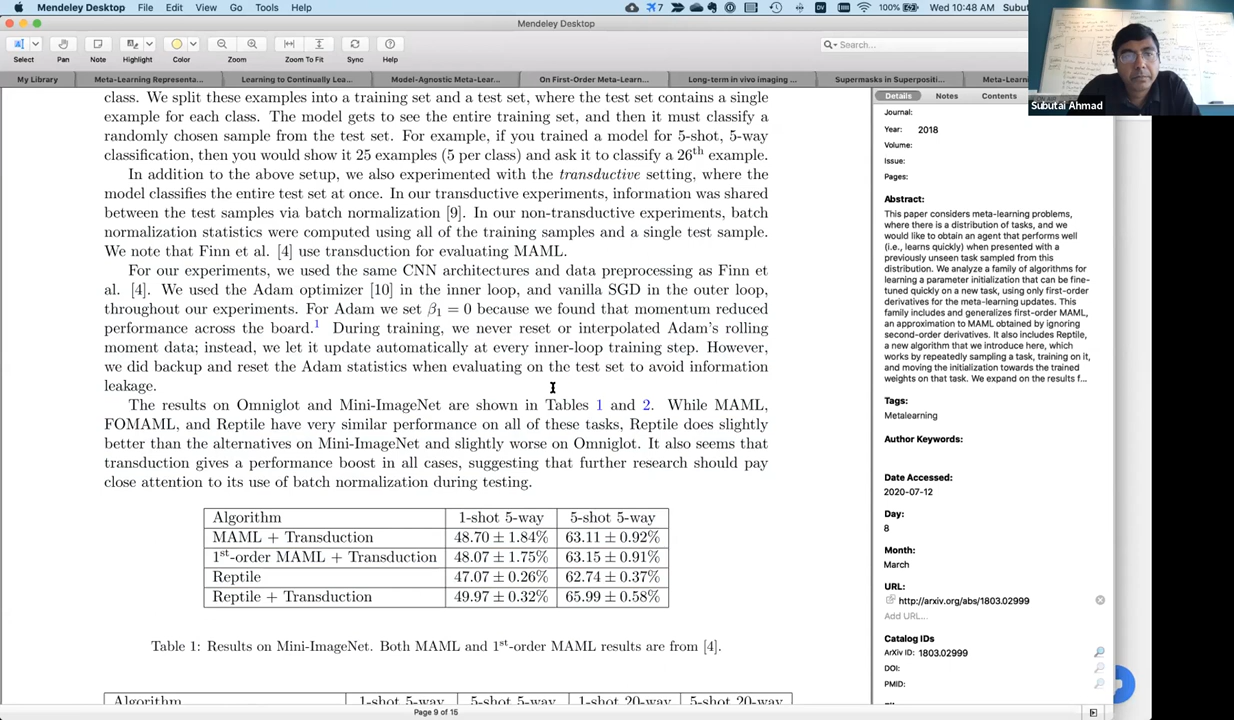 Mendeley Desktop File Edit View Go Tools Help 7 100% Wed 10:48 AM Subut
Mendeley Desktop
Select Pan Note Highlight Color Zoom Zoom To Fit Sync Help
Search...
My Library Meta-Learning Representa... Learning to Continually Lea... Model-Agnostic Meta-Lear... On First-Order Meta-Learn... Long-term in vivo imaging ... Supermasks in Superpositi... Meta-Learn
Subutai Ahmad
class. We split these examples into a training set and a test set, where the test set contains a single
example for each class. The model gets to see the entire training set, and then it must classify a
randomly chosen sample from the test set. For example, if you trained a model for 5-shot, 5-way
classification, then you would show it 25 examples (5 per class) and ask it to classify a 26th example.
In addition to the above setup, we also experimented with the transductive setting, where the
model classifies the entire test set at once. In our transductive experiments, information was shared
between the test samples via batch normalization [9]. In our non-transductive experiments, batch
normalization statistics were computed using all of the training samples and a single test sample.
We note that Finn et al. [4] use transduction for evaluating MAML.
For our experiments, we used the same CNN architectures and data preprocessing as Finn et
al. [4]. We used the Adam optimizer [10] in the inner loop, and vanilla SGD in the outer loop,
throughout our experiments. For Adam we set β1 = 0 because we found that momentum reduced
performance across the board.1 During training, we never reset or interpolated Adam's rolling
moment data; instead, we let it update automatically at every inner-loop training step. However,
we did backup and reset the Adam statistics when evaluating on the test set to avoid information
leakage.
The results on Omniglot and Mini-ImageNet are shown in Tables 1 and 2. While MAML,
FOMAML, and Reptile have very similar performance on all of these tasks, Reptile does slightly
better than the alternatives on Mini-ImageNet and slightly worse on Omniglot. It also seems that
transduction gives a performance boost in all cases, suggesting that further research should pay
close attention to its use of batch normalization during testing.
Algorithm 1-shot 5-way 5-shot 5-way
MAML + Transduction 48.70 ± 1.84% 63.11 ± 0.92%
1st-order MAML + Transduction 48.07 ± 1.75% 63.15 ± 0.91%
Reptile 47.07 ± 0.26% 62.74 ± 0.37%
Reptile + Transduction 49.97 ± 0.32% 65.99 ± 0.58%
Table 1: Results on Mini-ImageNet. Both MAML and 1st-order MAML results are from [4].
Algorithm 1-shot 5-way 5-shot 5-way 1-shot 20-way 5-shot 20-way
Page 9 of 15
Details Notes Contents
Journal:
Year: 2018
Volume:
Issue:
Pages:
Abstract:
This paper considers meta-learning problems,
where there is a distribution of tasks, and we
would like to obtain an agent that performs well
(i.e., learns quickly) when presented with a
previously unseen task sampled from this
distribution. We analyze a family of algorithms for
learning a parameter initialization that can be fine-
tuned quickly on a new task, using only first-order
derivatives for the meta-learning updates. This
family includes and generalizes first-order MAML,
an approximation to MAML obtained by ignoring
second-order derivatives. It also includes Reptile,
a new algorithm that we introduce here, which
works by repeatedly sampling a task, training on it,
and moving the initialization towards the trained
weights on that task. We expand on the results f...
Tags:
Metalearning
Author Keywords:
Date Accessed:
2020-07-12
Day:
8
Month:
March
URL:
http://arxiv.org/abs/1803.02999
Add URL...
Catalog IDs
ArXiv ID: 1803.02999
DOI:
PMID: